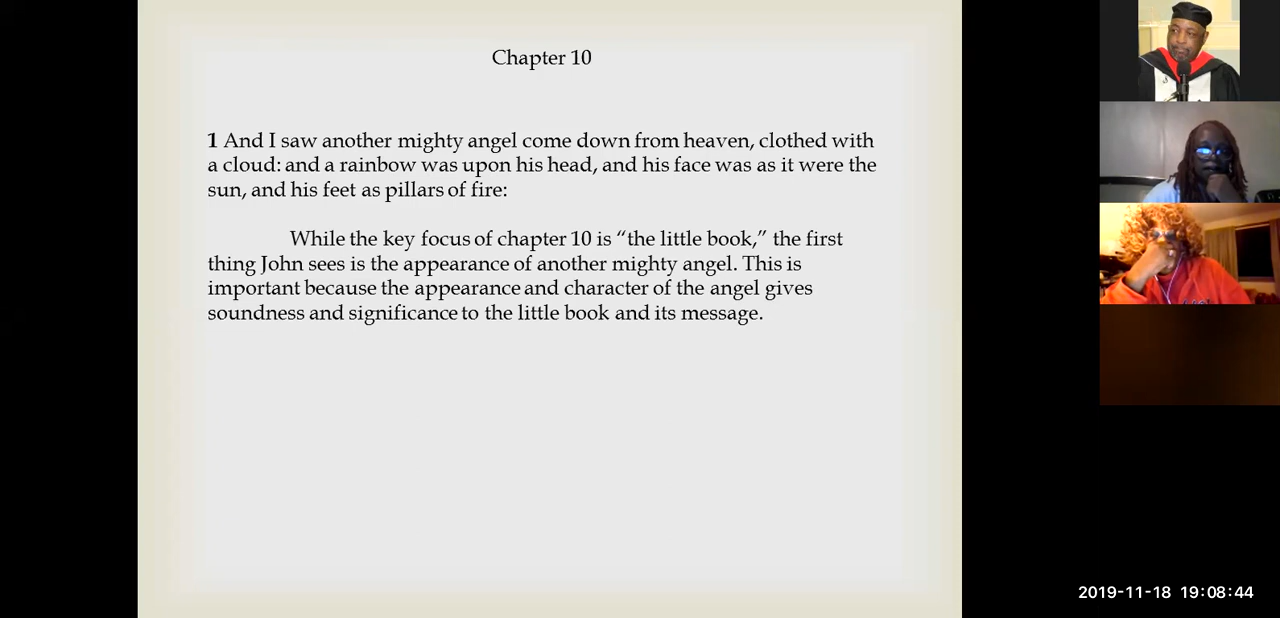 Chapter 10
1 And I saw another mighty angel come down from heaven, clothed with
a cloud: and a rainbow was upon his head, and his face was as it were the
sun, and his feet as pillars of fire:
While the key focus of chapter 10 is “the little book,” the first
thing John sees is the appearance of another mighty angel. This is
important because the appearance and character of the angel gives
soundness and significance to the little book and its message.
2019-11-18 19:08:44